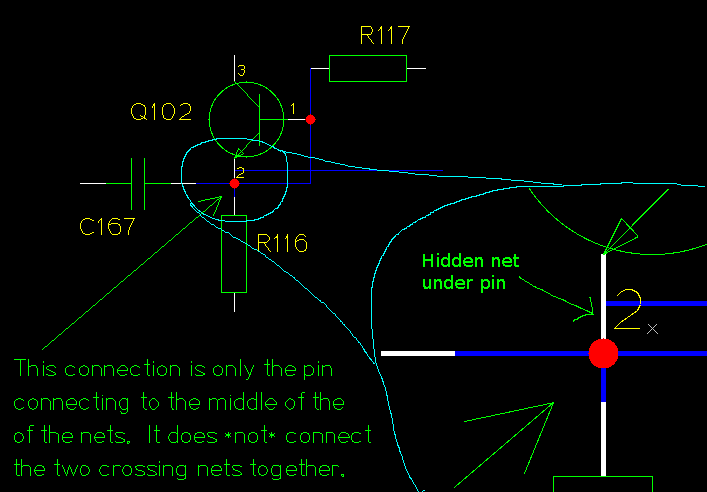 R117
3
Q102
1
2
C167
R116
Hidden net
under pin
2
x
This connection is only the pin
connecting to the middle of the
of the nets. It does *not* connect
the two crossing nets together.